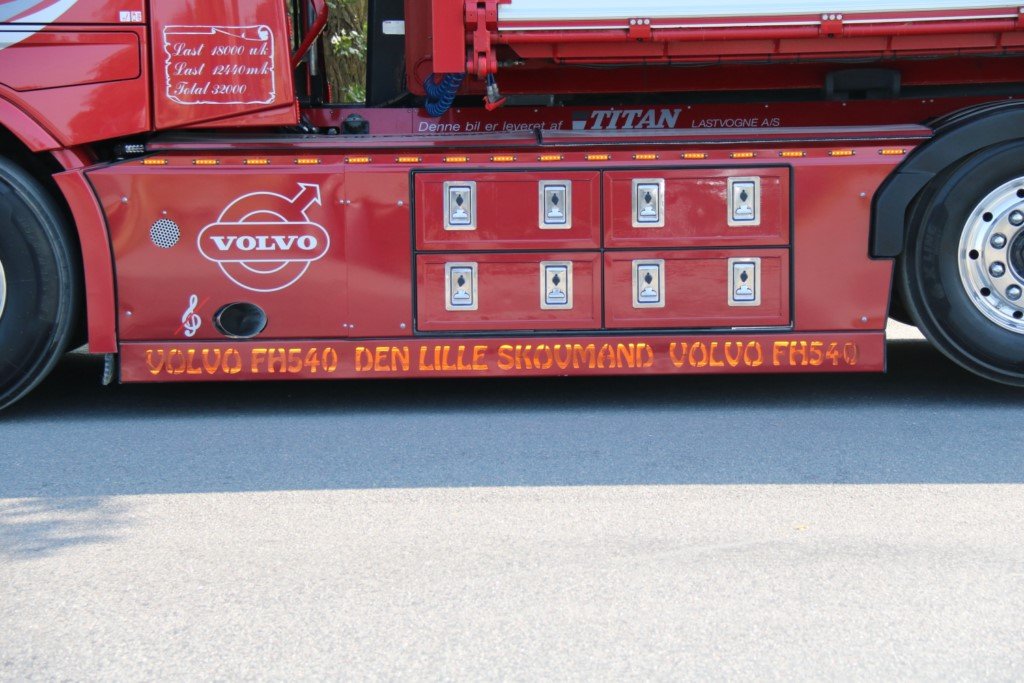 Last 18000 uk
Last 12440 m/k
Total 32000
Denne bil er leveret af TITAN LASTVOGNE A/S
VOLVO
VOLVO FH540 DEN LILLE SKOVMAND VOLVO FH540